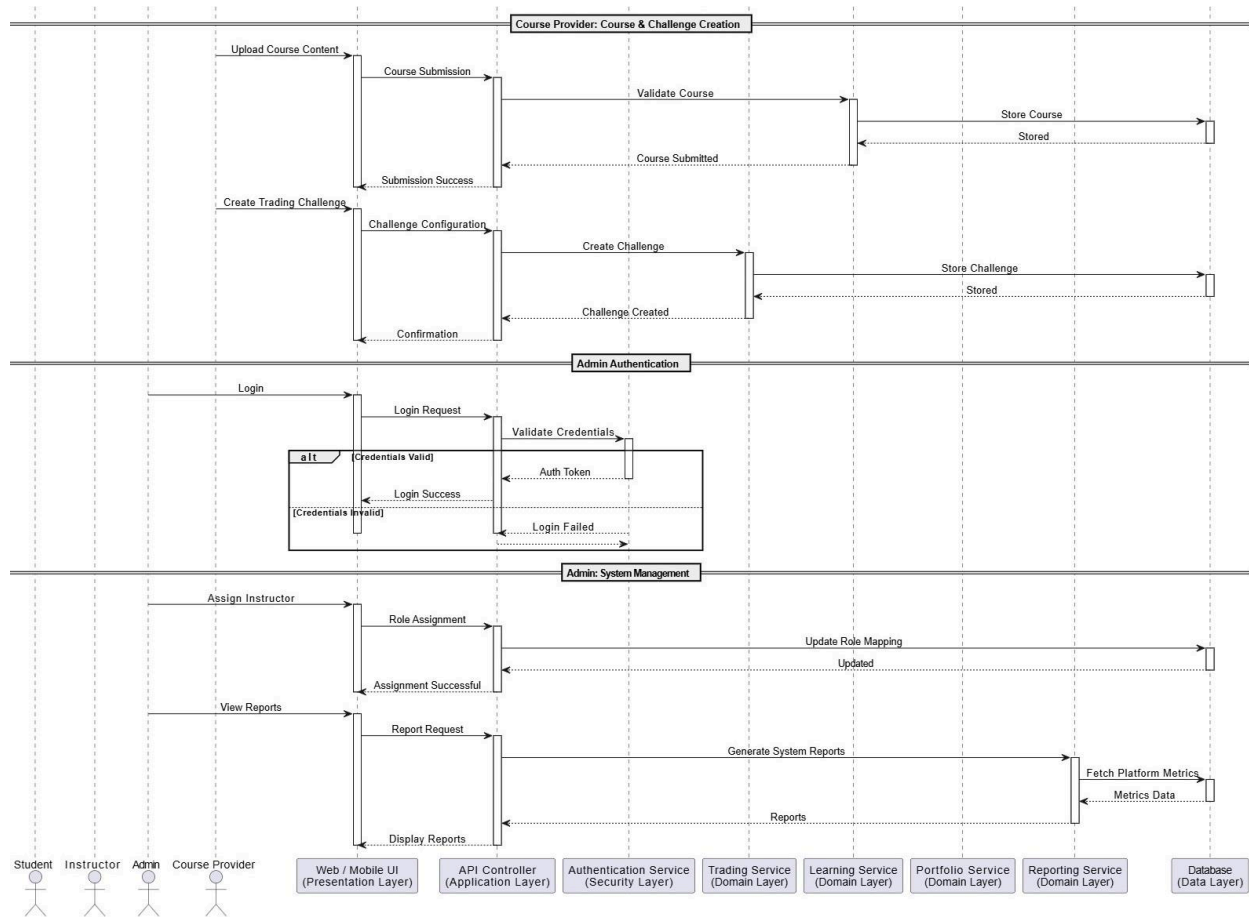 Course Provider: Course & Challenge Creation
Upload Course Content
Course Submission
Validate Course
Store Course
Stored
Course Submitted
Submission Success
Create Trading Challenge
Challenge Configuration
Create Challenge
Store Challenge
Stored
Challenge Created
Confirmation
Admin Authentication
Login
Login Request
Validate Credentials
alt [Credentials Valid]
Auth Token
Login Success
[Credentials Invalid]
Login Failed
Admin: System Management
Assign Instructor
Role Assignment
Update Role Mapping
Updated
Assignment Successful
View Reports
Report Request
Generate System Reports
Fetch Platform Metrics
Metrics Data
Reports
Display Reports
Student
Instructor
Admin
Course Provider
Web / Mobile UI
(Presentation Layer)
API Controller
(Application Layer)
Authentication Service
(Security Layer)
Trading Service
(Domain Layer)
Learning Service
(Domain Layer)
Portfolio Service
(Domain Layer)
Reporting Service
(Domain Layer)
Database
(Data Layer)